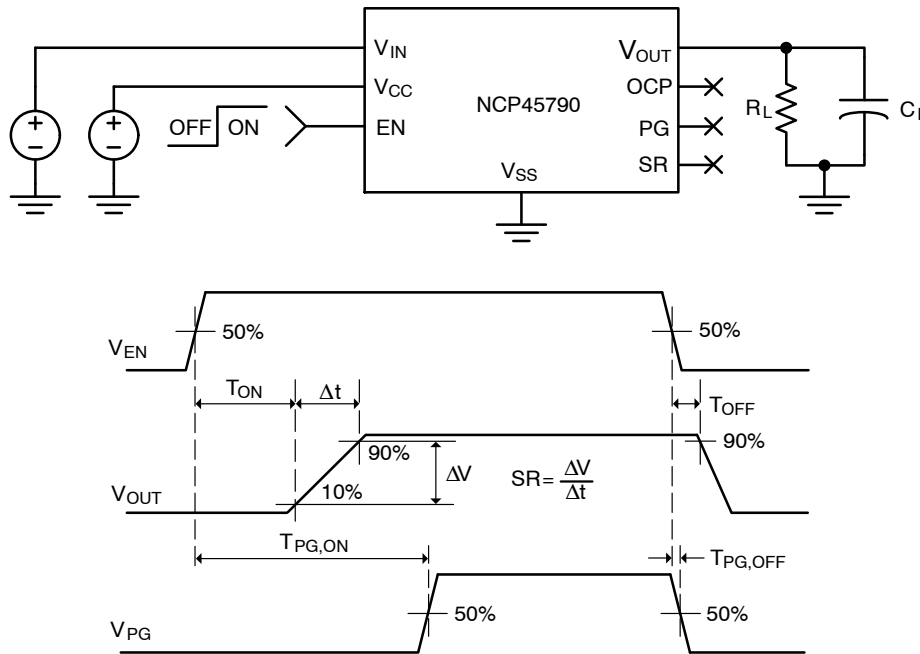 V_IN
V_OUT
V_CC
NCP45790
OCP
R_L
OFF
ON
EN
PG
V_SS
SR
50%
50%
V_EN
T_ON
Δt
T_OFF
90%
ΔV
90%
10%
SR= ΔV/Δt
V_OUT
T_PG,ON
T_PG,OFF
50%
50%
V_PG